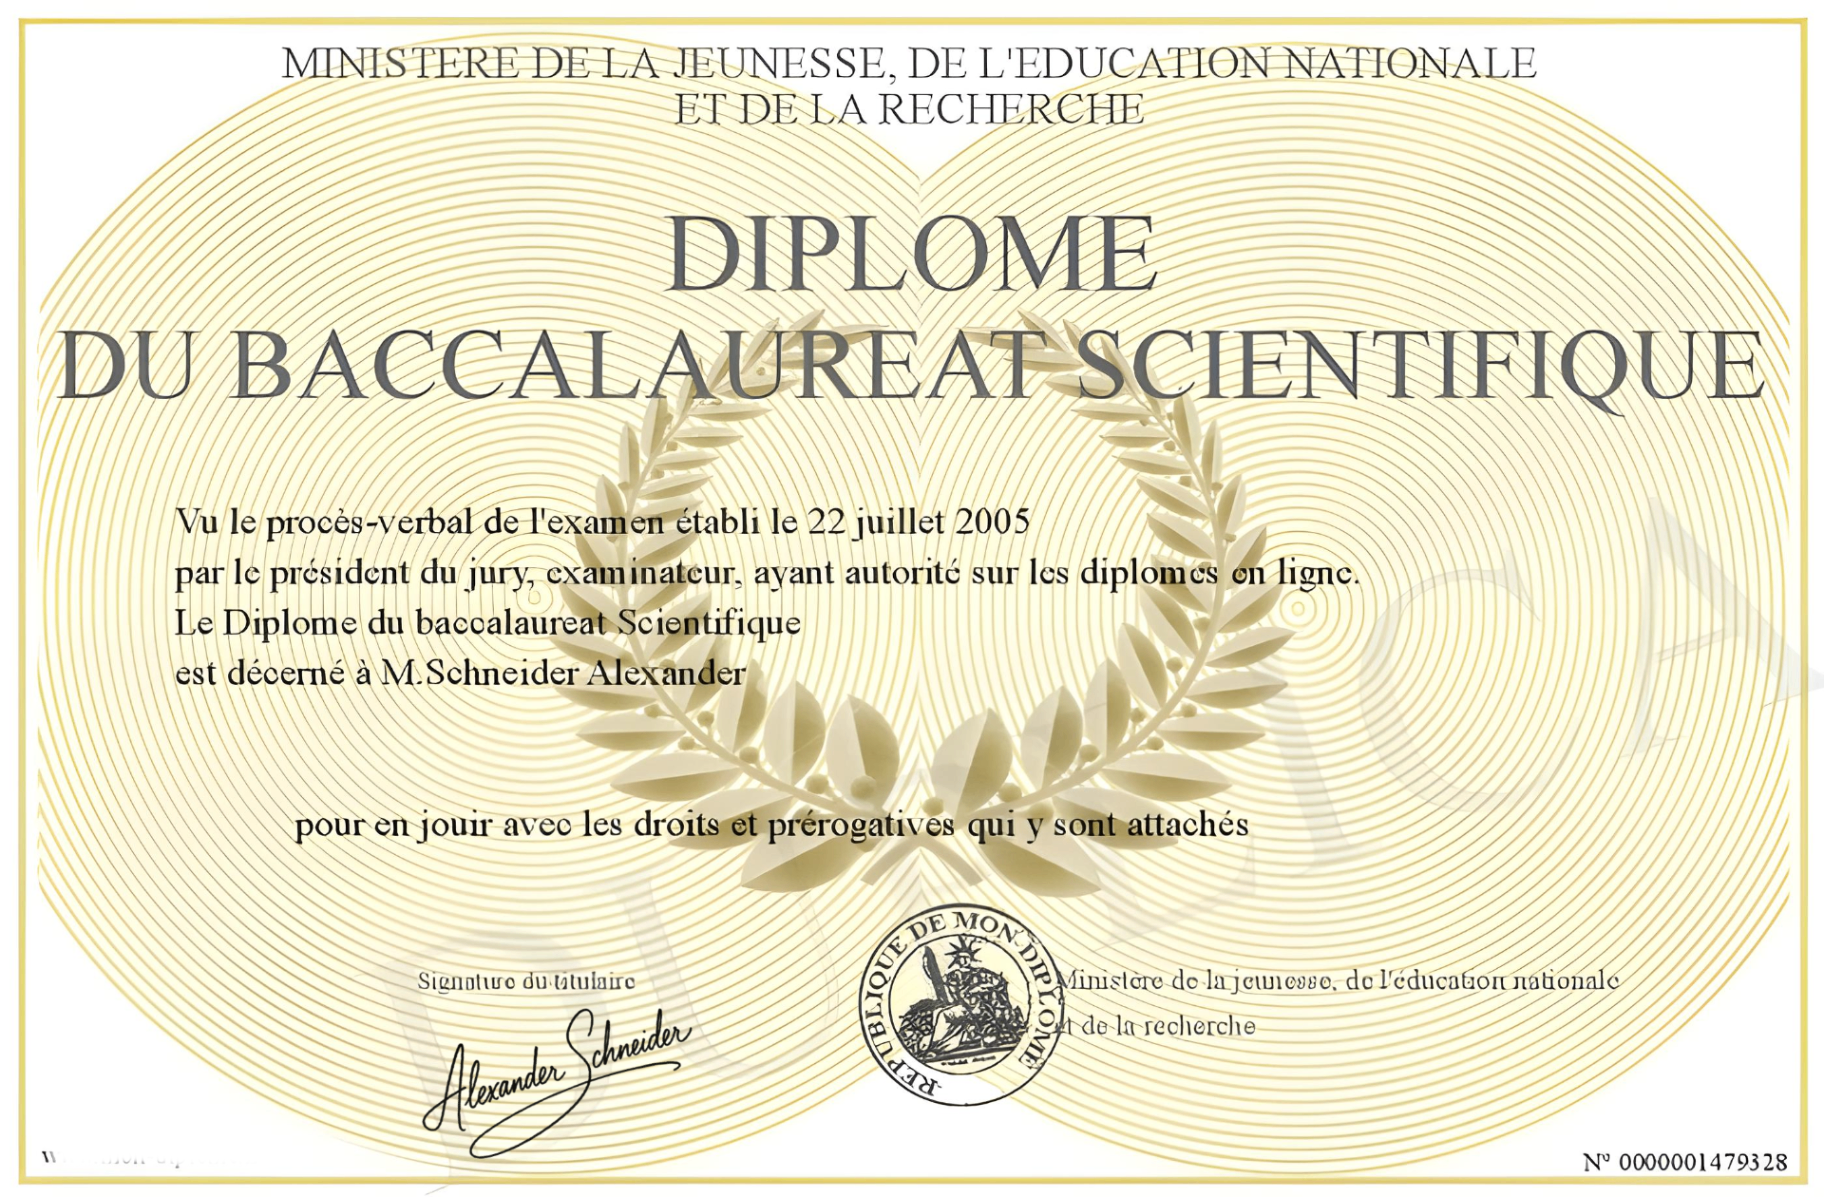 MINISTERE DE LA JEUNESSE, DE L'EDUCATION NATIONALE
ET DE LA RECHERCHE
DIPLOME
DU BACCALAUREAT SCIENTIFIQUE
Vu le procès-verbal de l'examen établi le 22 juillet 2005
par le président du jury, examinateur, ayant autorité sur les diplomes en ligne.
Le Diplome du baccalaureat Scientifique
est décerné à M.Schneider Alexander
pour en jouir avec les droits et prérogatives qui y sont attachés
REPUBLIQUE DE MON-DIPLOME
Signature du titulaire
Ministère de la jeunesse, de l'éducation nationale
et de la recherche
Alexander Schneider
N° 0000001479328